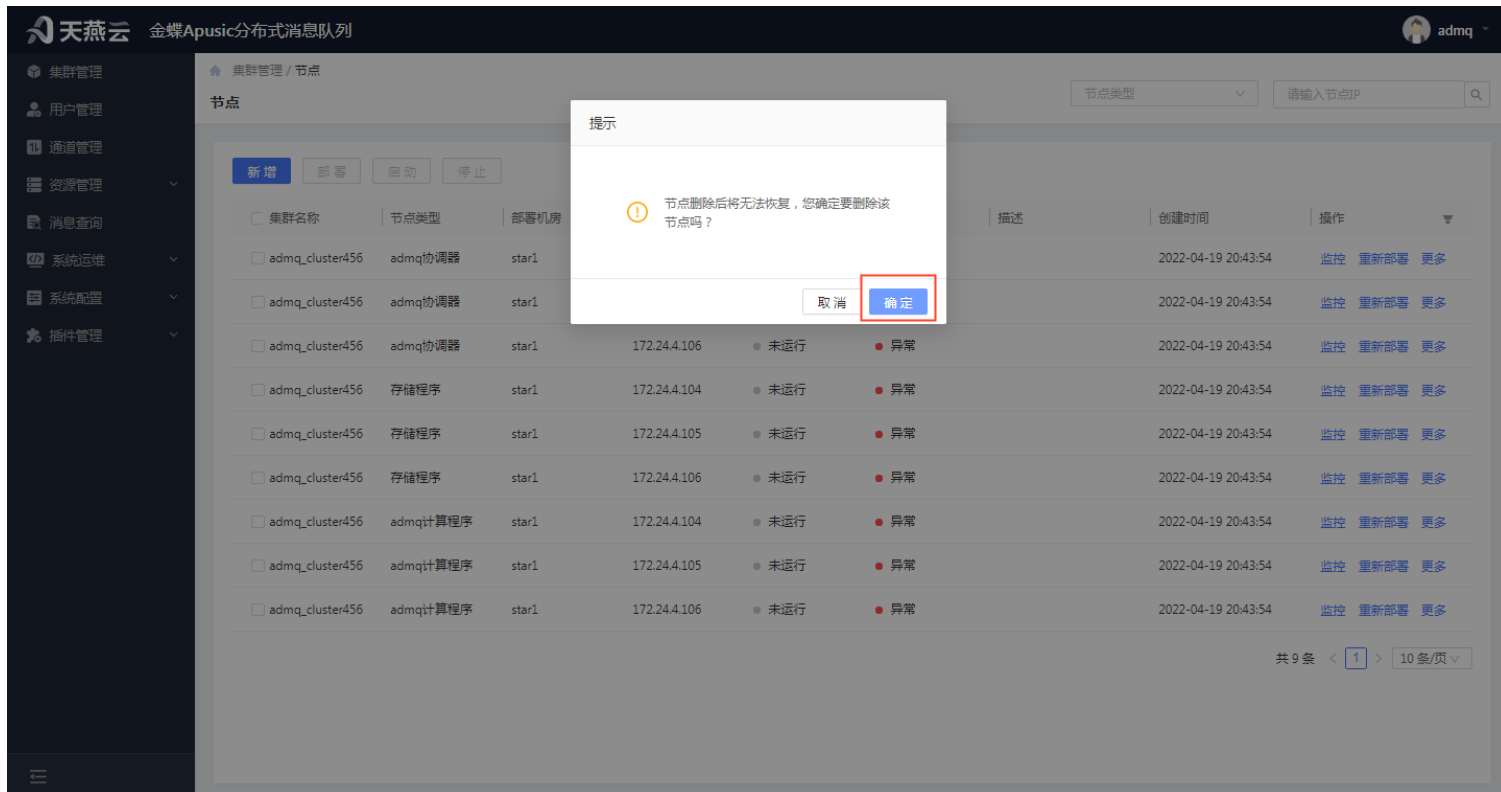 天燕云 金蝶Apusic分布式消息队列 admq
集群管理
用户管理
通道管理
资源管理
消息查询
系统运维
系统配置
插件管理
集群管理 / 节点
节点
节点类型 请输入节点IP
新增 部署 启动 停止
提示
节点删除后将无法恢复，您确定要删除该
节点吗？
取消 确定
集群名称 节点类型 部署机房 描述 创建时间 操作
admq_cluster456 admq协调器 star1 2022-04-19 20:43:54 监控 重新部署 更多
admq_cluster456 admq协调器 star1 2022-04-19 20:43:54 监控 重新部署 更多
admq_cluster456 admq协调器 star1 172.24.4.106 未运行 异常 2022-04-19 20:43:54 监控 重新部署 更多
admq_cluster456 存储程序 star1 172.24.4.104 未运行 异常 2022-04-19 20:43:54 监控 重新部署 更多
admq_cluster456 存储程序 star1 172.24.4.105 未运行 异常 2022-04-19 20:43:54 监控 重新部署 更多
admq_cluster456 存储程序 star1 172.24.4.106 未运行 异常 2022-04-19 20:43:54 监控 重新部署 更多
admq_cluster456 admq计算程序 star1 172.24.4.104 未运行 异常 2022-04-19 20:43:54 监控 重新部署 更多
admq_cluster456 admq计算程序 star1 172.24.4.105 未运行 异常 2022-04-19 20:43:54 监控 重新部署 更多
admq_cluster456 admq计算程序 star1 172.24.4.106 未运行 异常 2022-04-19 20:43:54 监控 重新部署 更多
共 9 条 < 1 > 10 条/页